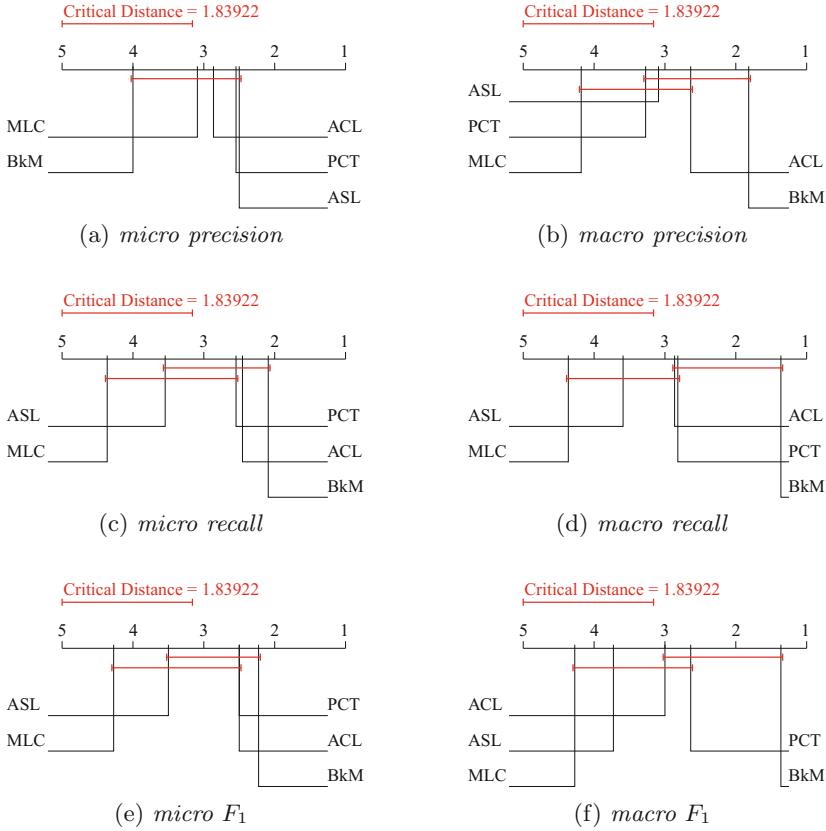 Critical Distance = 1.83922
5 4 3 2 1
MLC ACL
BkM PCT
ASL
(a) micro precision
Critical Distance = 1.83922
5 4 3 2 1
ASL
PCT
MLC ACL
BkM
(b) macro precision
Critical Distance = 1.83922
5 4 3 2 1
ASL PCT
MLC ACL
BkM
(c) micro recall
Critical Distance = 1.83922
5 4 3 2 1
ASL ACL
MLC PCT
BkM
(d) macro recall
Critical Distance = 1.83922
5 4 3 2 1
ASL PCT
MLC ACL
BkM
(e) micro F₁
Critical Distance = 1.83922
5 4 3 2 1
ACL
ASL PCT
MLC BkM
(f) macro F₁